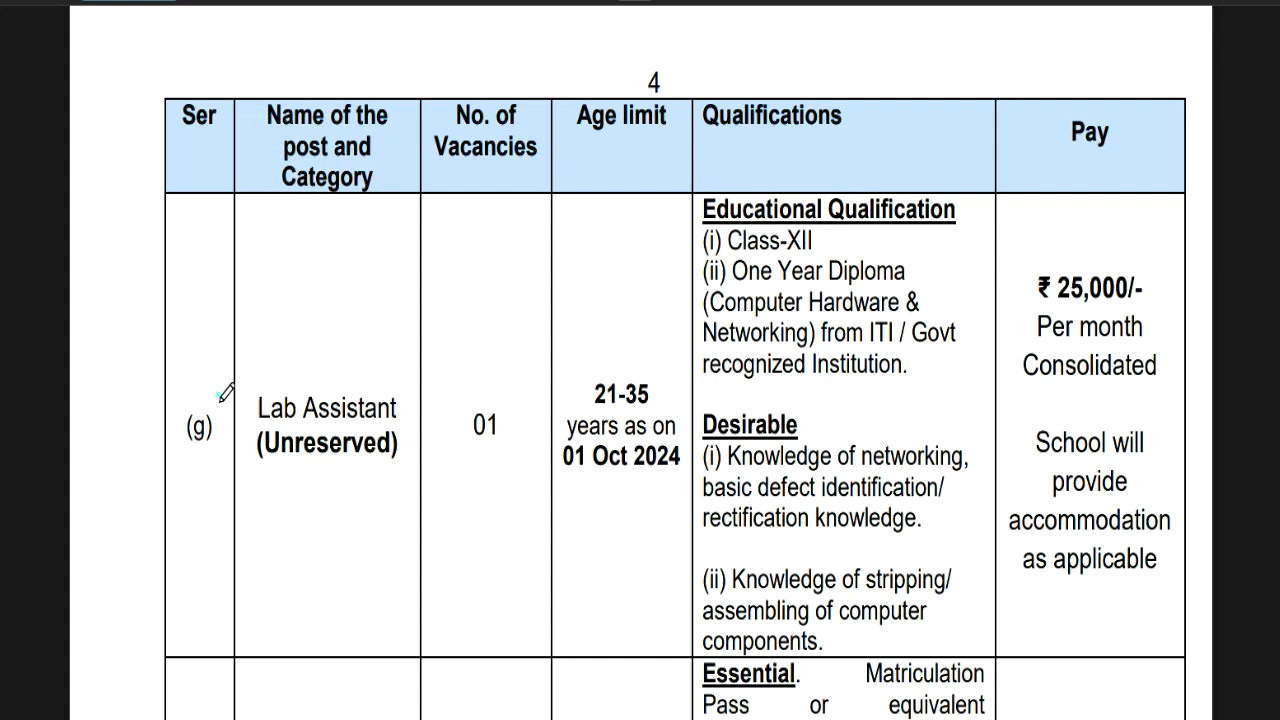 4
Ser
Name of the
post and
Category
No. of
Vacancies
Age limit
Qualifications
Pay
(g)
Lab Assistant
(Unreserved)
01
21-35
years as on
01 Oct 2024
Educational Qualification
(i) Class-XII
(ii) One Year Diploma
(Computer Hardware &
Networking) from ITI / Govt
recognized Institution.
Desirable
(i) Knowledge of networking,
basic defect identification/
rectification knowledge.
(ii) Knowledge of stripping/
assembling of computer
components.
₹ 25,000/-
Per month
Consolidated
School will
provide
accommodation
as applicable
Essential. Matriculation
Pass or equivalent